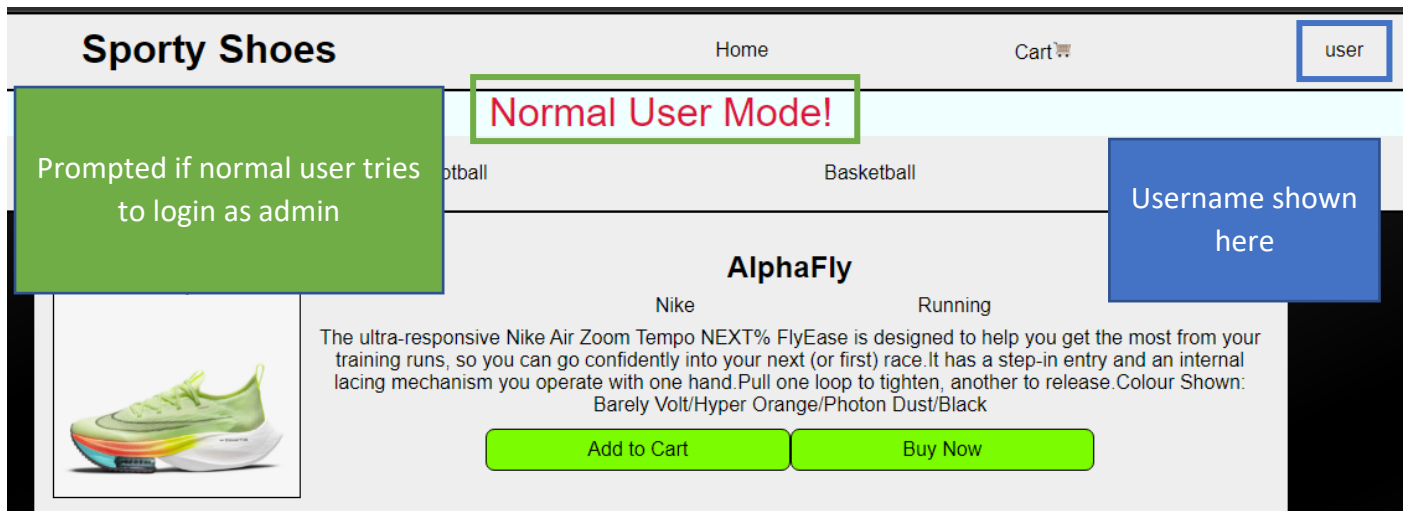 Sporty Shoes
Home
Cart
user
Normal User Mode!
Prompted if normal user tries
to login as admin
Basketball
Username shown
here
AlphaFly
Nike
Running
The ultra-responsive Nike Air Zoom Tempo NEXT% FlyEase is designed to help you get the most from your
training runs, so you can go confidently into your next (or first) race.It has a step-in entry and an internal
lacing mechanism you operate with one hand.Pull one loop to tighten, another to release.Colour Shown:
Barely Volt/Hyper Orange/Photon Dust/Black
Add to Cart
Buy Now